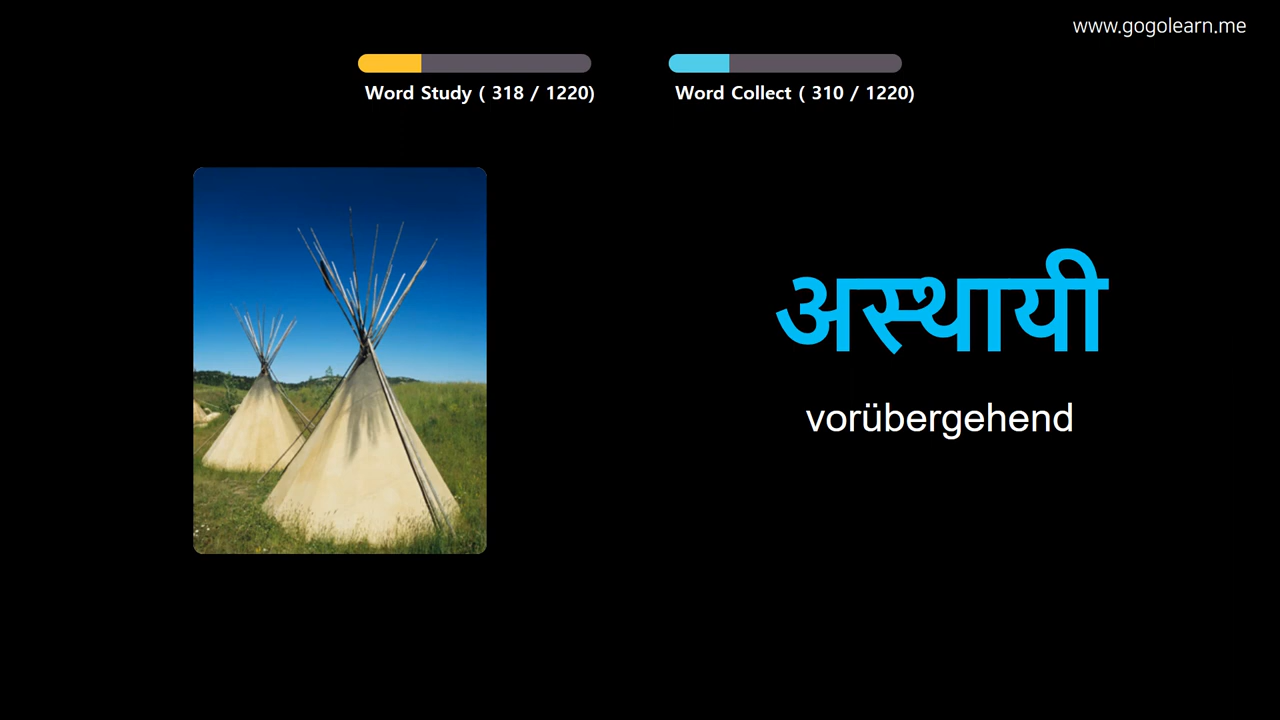 www.gogolearn.me
Word Study ( 318 / 1220)
Word Collect ( 310 / 1220)
अस्थायी
vorübergehend